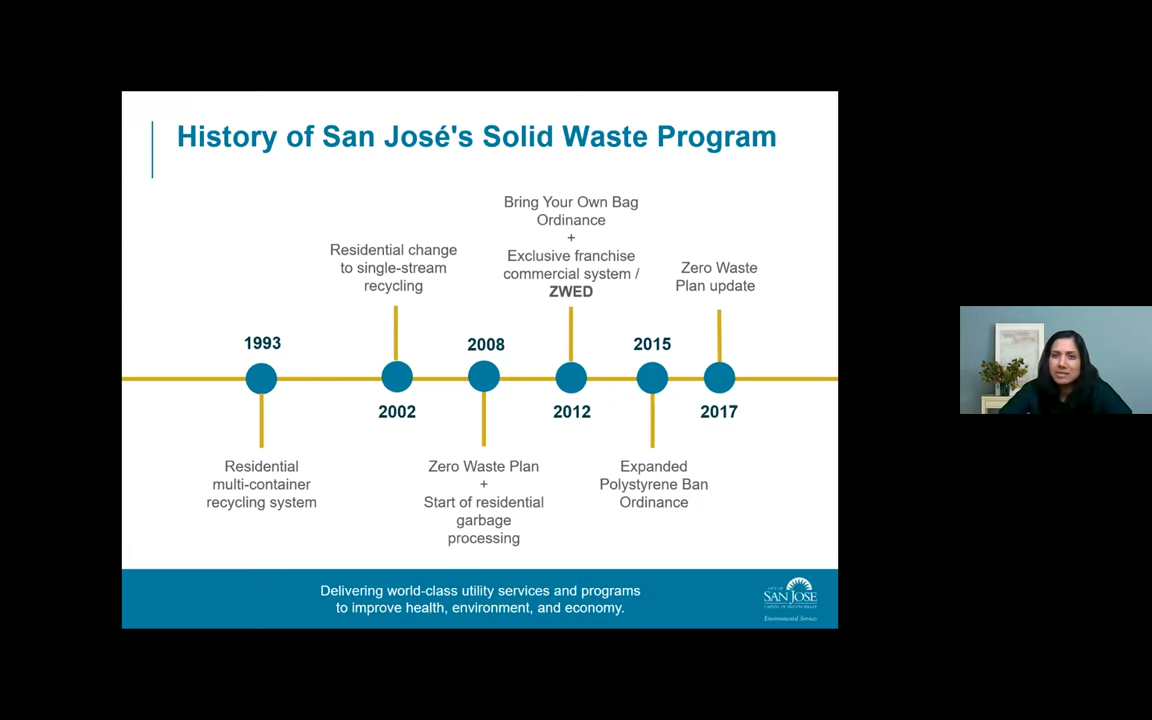 History of San José's Solid Waste Program
Bring Your Own Bag
Ordinance
+
Exclusive franchise
commercial system /
ZWED
Residential change
to single-stream
recycling
Zero Waste
Plan update
1993
2008
2015
2002
2012
2017
Residential
multi-container
recycling system
Zero Waste Plan
+
Start of residential
garbage
processing
Expanded
Polystyrene Ban
Ordinance
Delivering world-class utility services and programs
to improve health, environment, and economy.
CITY OF
SAN JOSE
CAPITAL OF SILICON VALLEY
Environmental Services